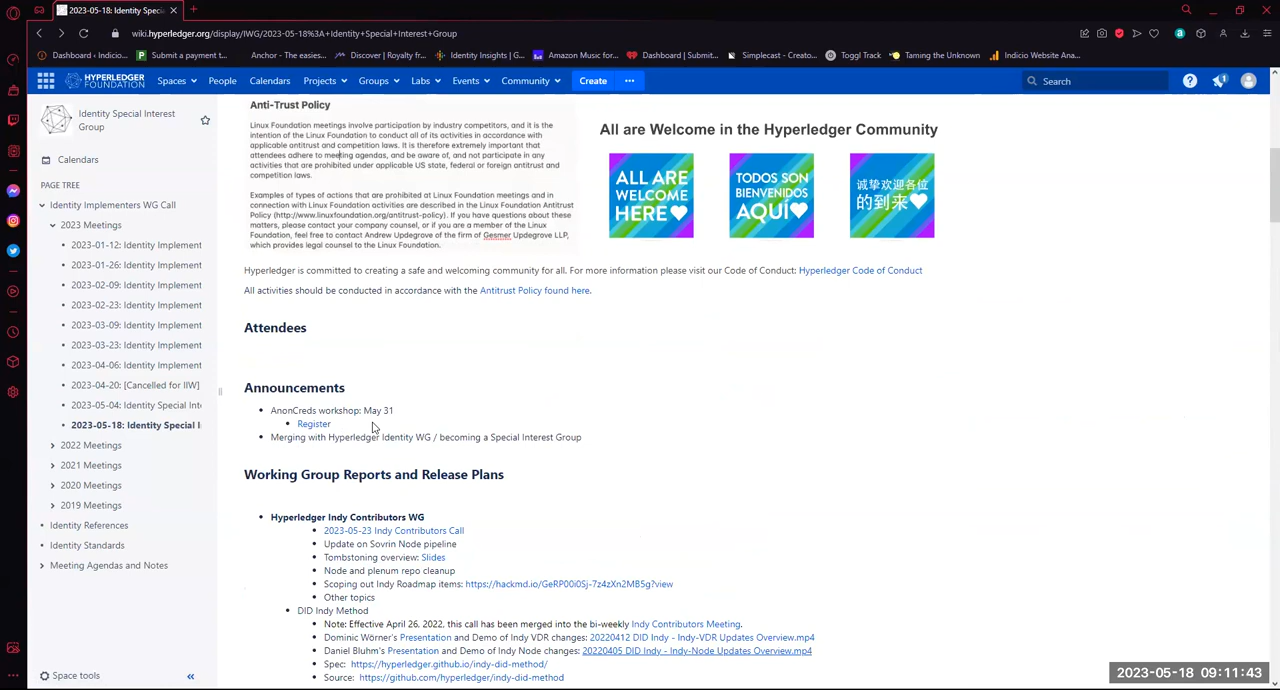 2023-05-18: Identity Speci
wiki.hyperledger.org/display/IWG/2023-05-18%3A+Identity+Special+Interest+Group
Dashboard ‹ Indicio...
Submit a payment t...
Anchor - The easies...
Discover | Royalty fr...
Identity Insights | G...
Amazon Music for...
Dashboard | Submit...
Simplecast - Creato...
Toggl Track
Taming the Unknown
Indicio Website Ana...
HYPERLEDGER
FOUNDATION
Spaces
People
Calendars
Projects
Groups
Labs
Events
Community
Create
Search
Identity Special Interest
Group
Calendars
PAGE TREE
Identity Implementers WG Call
2023 Meetings
2023-01-12: Identity Implement
2023-01-26: Identity Implement
2023-02-09: Identity Implement
2023-02-23: Identity Implement
2023-03-09: Identity Implement
2023-03-23: Identity Implement
2023-04-06: Identity Implement
2023-04-20: [Cancelled for IIW]
2023-05-04: Identity Special Int
2023-05-18: Identity Special I
2022 Meetings
2021 Meetings
2020 Meetings
2019 Meetings
Identity References
Identity Standards
Meeting Agendas and Notes
Space tools
Anti-Trust Policy
Linux Foundation meetings involve participation by industry competitors, and it is the
intention of the Linux Foundation to conduct all of its activities in accordance with
applicable antitrust and competition laws. It is therefore extremely important that
attendees adhere to meeting agendas, and be aware of, and not participate in any
activities that are prohibited under applicable US state, federal or foreign antitrust and
competition laws.
Examples of types of actions that are prohibited at Linux Foundation meetings and in
connection with Linux Foundation activities are described in the Linux Foundation Antitrust
Policy (http://www.linuxfoundation.org/antitrust-policy). If you have questions about these
matters, please contact your company counsel, or if you are a member of the Linux
Foundation, feel free to contact Andrew Updegrove of the firm of Gesmer Updegrove LLP,
which provides legal counsel to the Linux Foundation.
All are Welcome in the Hyperledger Community
ALL ARE
WELCOME
HERE
TODOS SON
BIENVENIDOS
AQUÍ
诚挚欢迎各位
的到来
Hyperledger is committed to creating a safe and welcoming community for all. For more information please visit our Code of Conduct: Hyperledger Code of Conduct
All activities should be conducted in accordance with the Antitrust Policy found here.
Attendees
Announcements
AnonCreds workshop: May 31
Register
Merging with Hyperledger Identity WG / becoming a Special Interest Group
Working Group Reports and Release Plans
Hyperledger Indy Contributors WG
2023-05-23 Indy Contributors Call
Update on Sovrin Node pipeline
Tombstoning overview: Slides
Node and plenum repo cleanup
Scoping out Indy Roadmap items: https://hackmd.io/GeRP00i0Sj-7z4zXn2MB5g?view
Other topics
DID Indy Method
Note: Effective April 26, 2022, this call has been merged into the bi-weekly Indy Contributors Meeting.
Dominic Wörner's Presentation and Demo of Indy VDR changes: 20220412 DID Indy - Indy-VDR Updates Overview.mp4
Daniel Bluhm's Presentation and Demo of Indy Node changes: 20220405 DID Indy - Indy-Node Updates Overview.mp4
Spec: https://hyperledger.github.io/indy-did-method/
Source: https://github.com/hyperledger/indy-did-method
2023-05-18 09:11:43